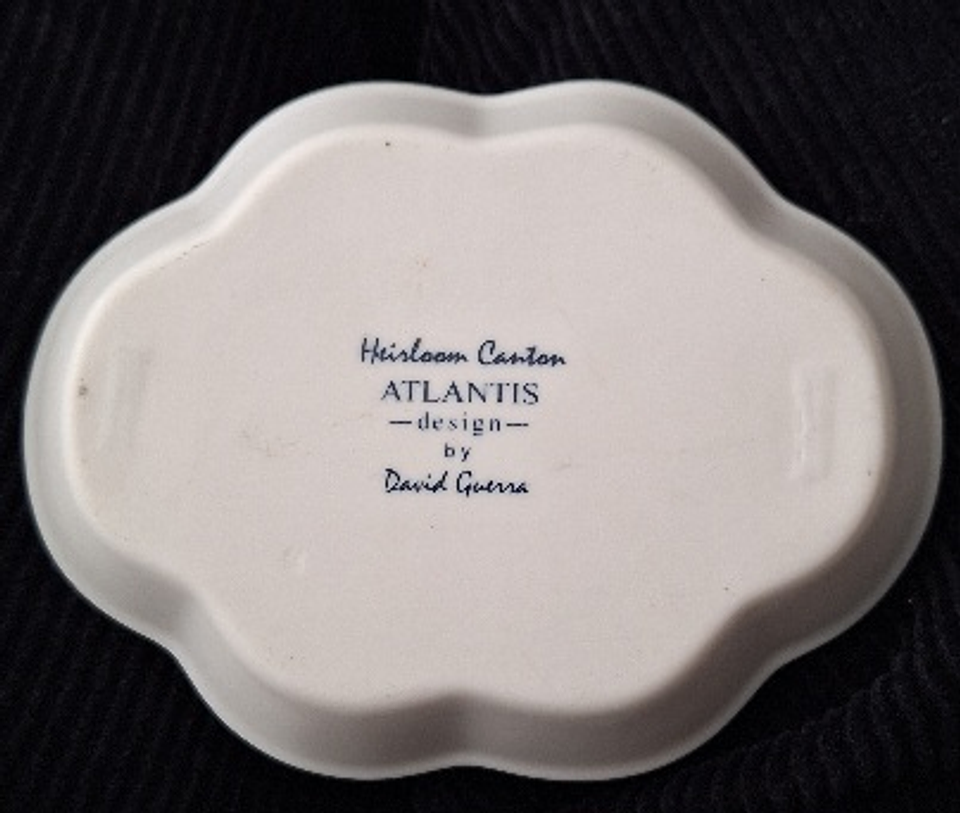 Heirloom Canton
ATLANTIS
—design—
by
David Guerra